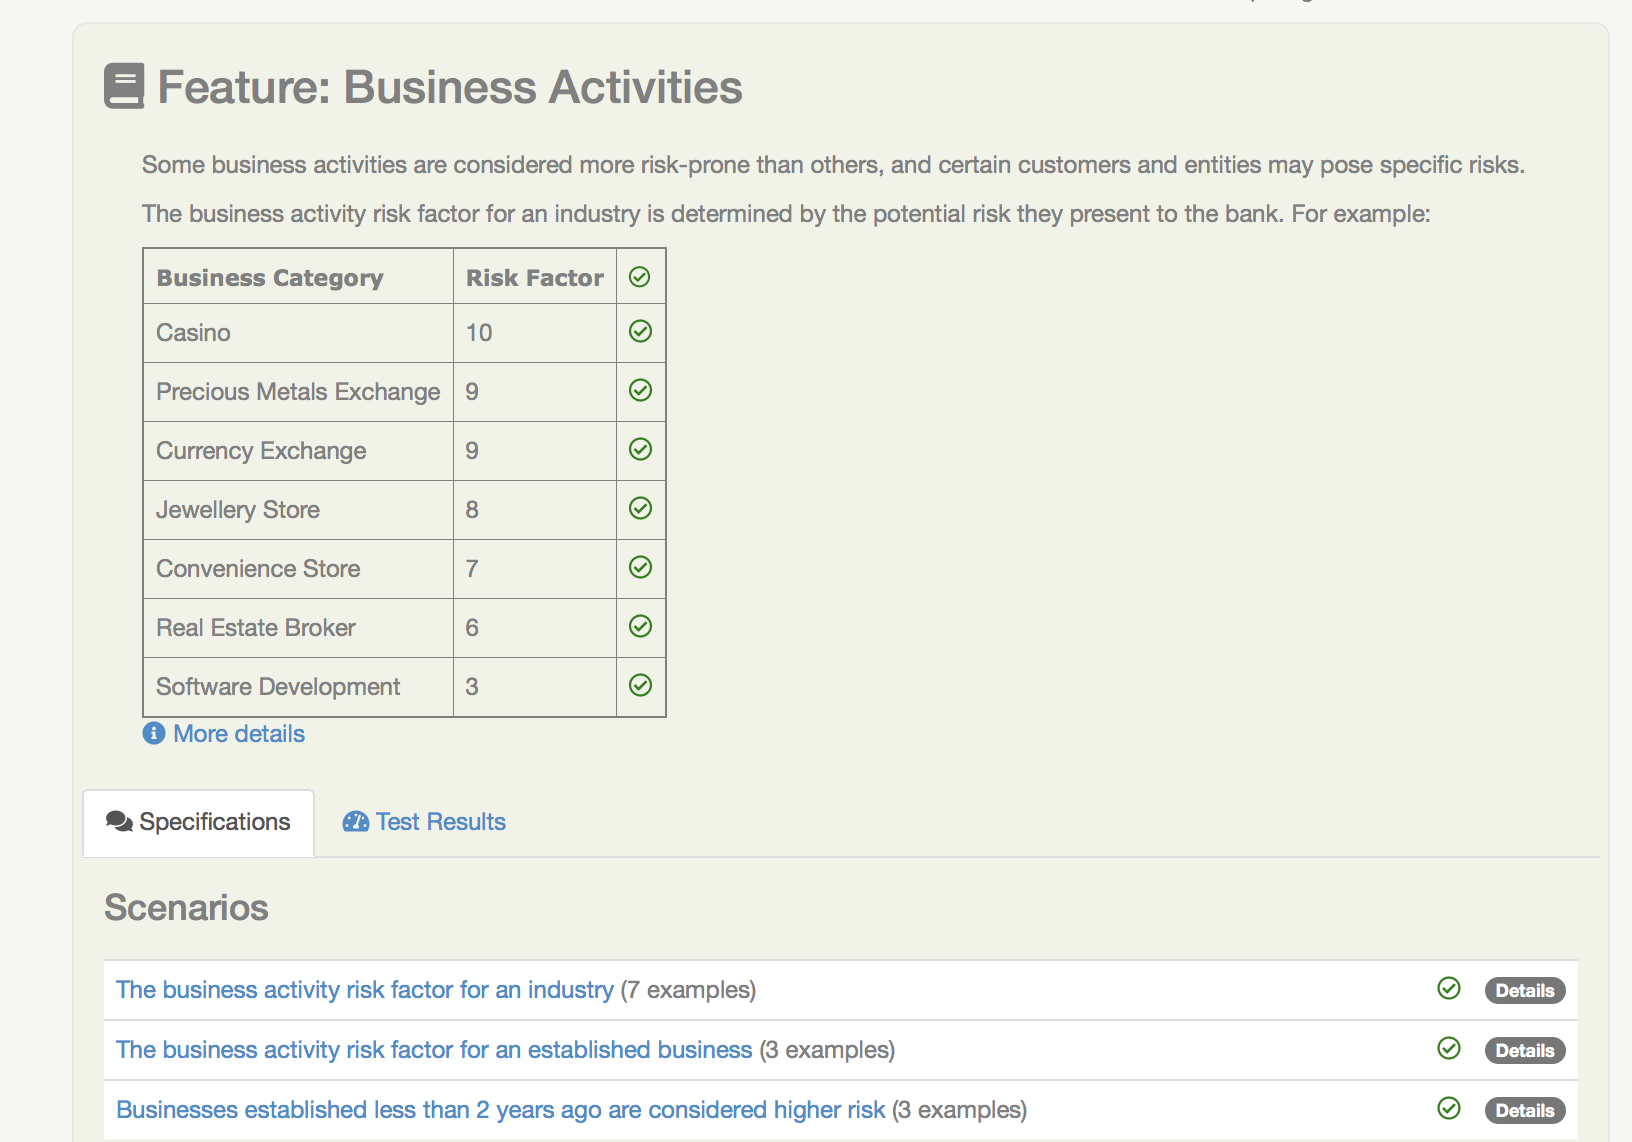 Feature: Business Activities
Some business activities are considered more risk-prone than others, and certain customers and entities may pose specific risks.
The business activity risk factor for an industry is determined by the potential risk they present to the bank. For example:
Business Category Risk Factor
Casino 10
Precious Metals Exchange 9
Currency Exchange 9
Jewellery Store 8
Convenience Store 7
Real Estate Broker 6
Software Development 3
More details
Specifications Test Results
Scenarios
The business activity risk factor for an industry (7 examples) Details
The business activity risk factor for an established business (3 examples) Details
Businesses established less than 2 years ago are considered higher risk (3 examples) Details